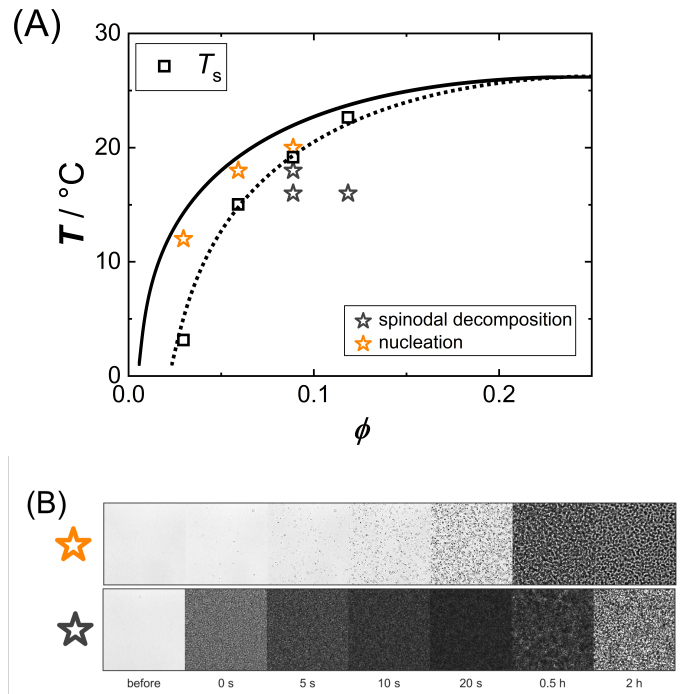 (A)
30
20
10
0
T / °C
Ts
spinodal decomposition
nucleation
0.0
0.1
0.2
ϕ
(B)
before
0 s
5 s
10 s
20 s
0.5 h
2 h